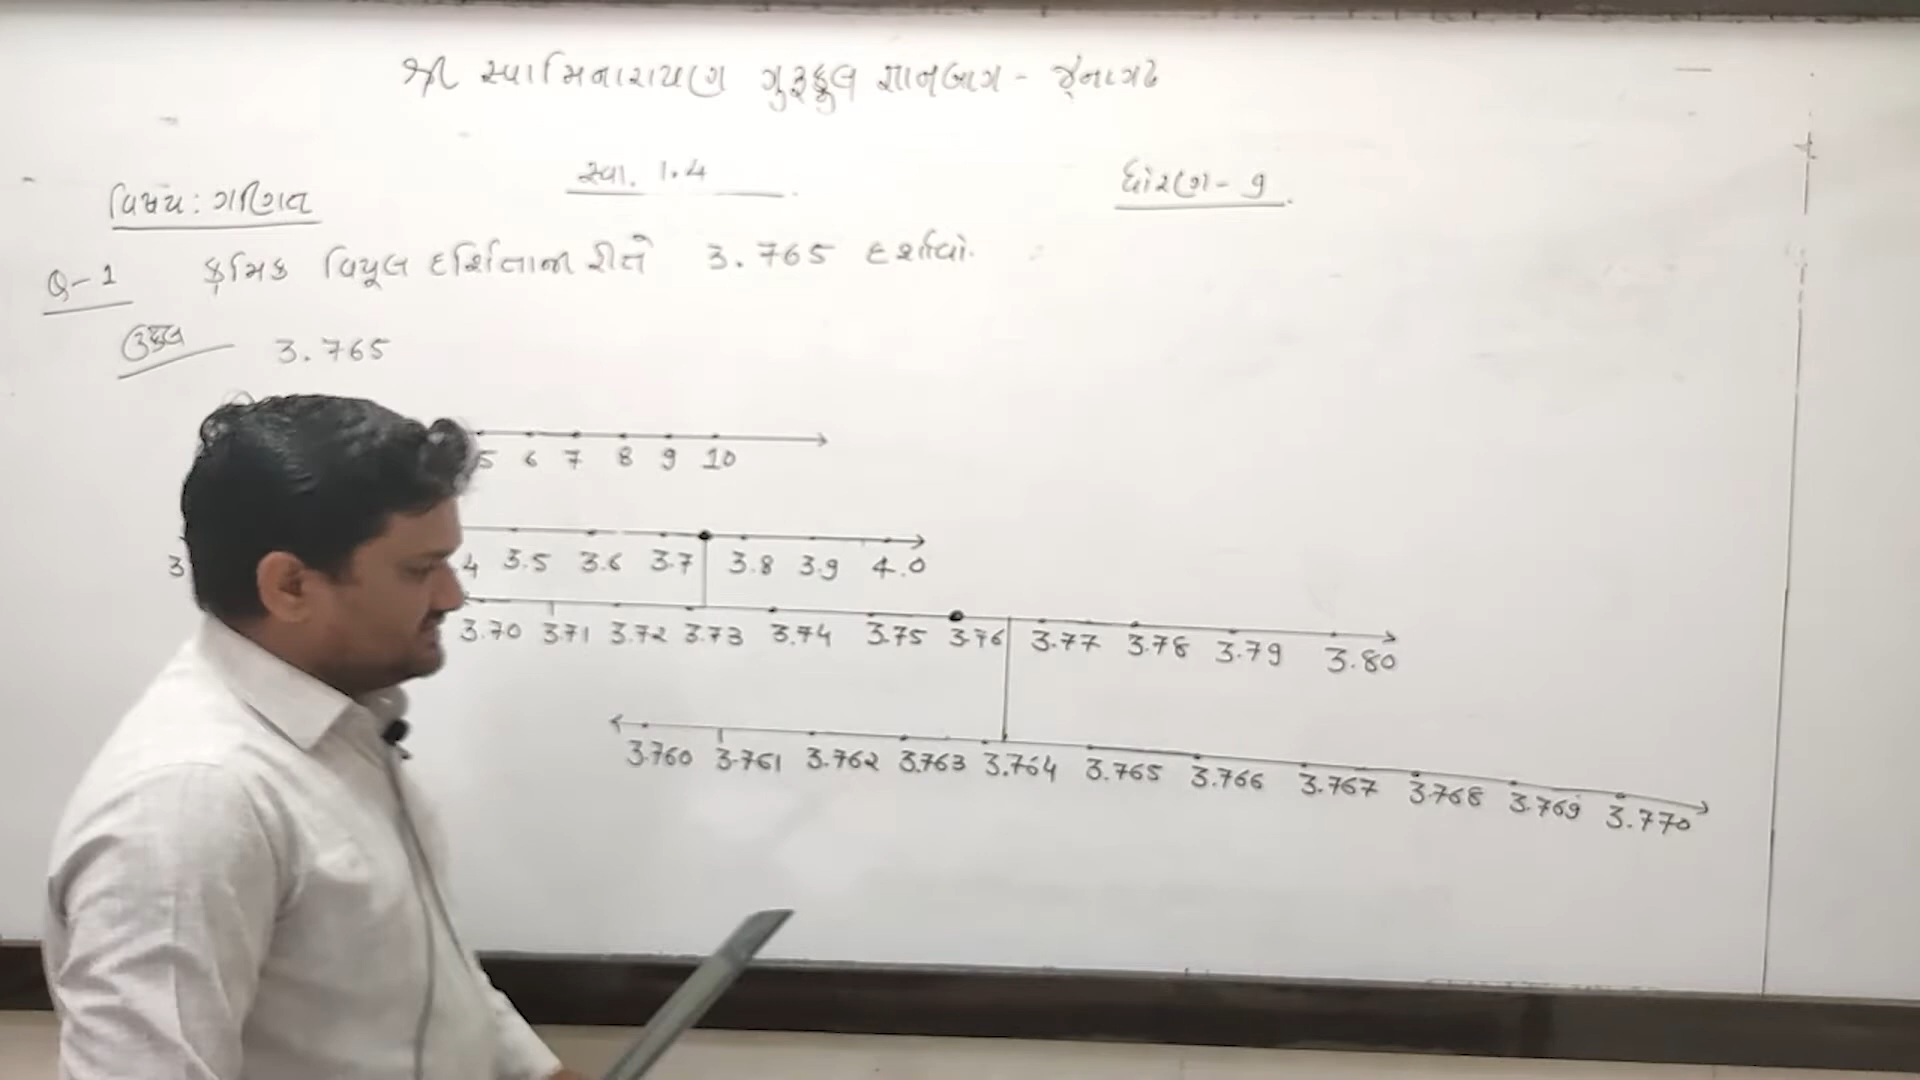 શ્રી સ્વામિનારાયણ ગુરુકુલ જ્ઞાનબાગ - જૂનાગઢ
વિષય : ગણિત સ્વા. 1.4 ધોરણ - 9
Q-1 ક્રમિક વિપૂલ દર્શિતાની રીતે 3.765 દર્શાવો.
ઉકેલ 3.765
5 6 7 8 9 10
3 4 3.5 3.6 3.7 3.8 3.9 4.0
3.70 3.71 3.72 3.73 3.74 3.75 3.76 3.77 3.78 3.79 3.80
3.760 3.761 3.762 3.763 3.764 3.765 3.766 3.767 3.768 3.769 3.770